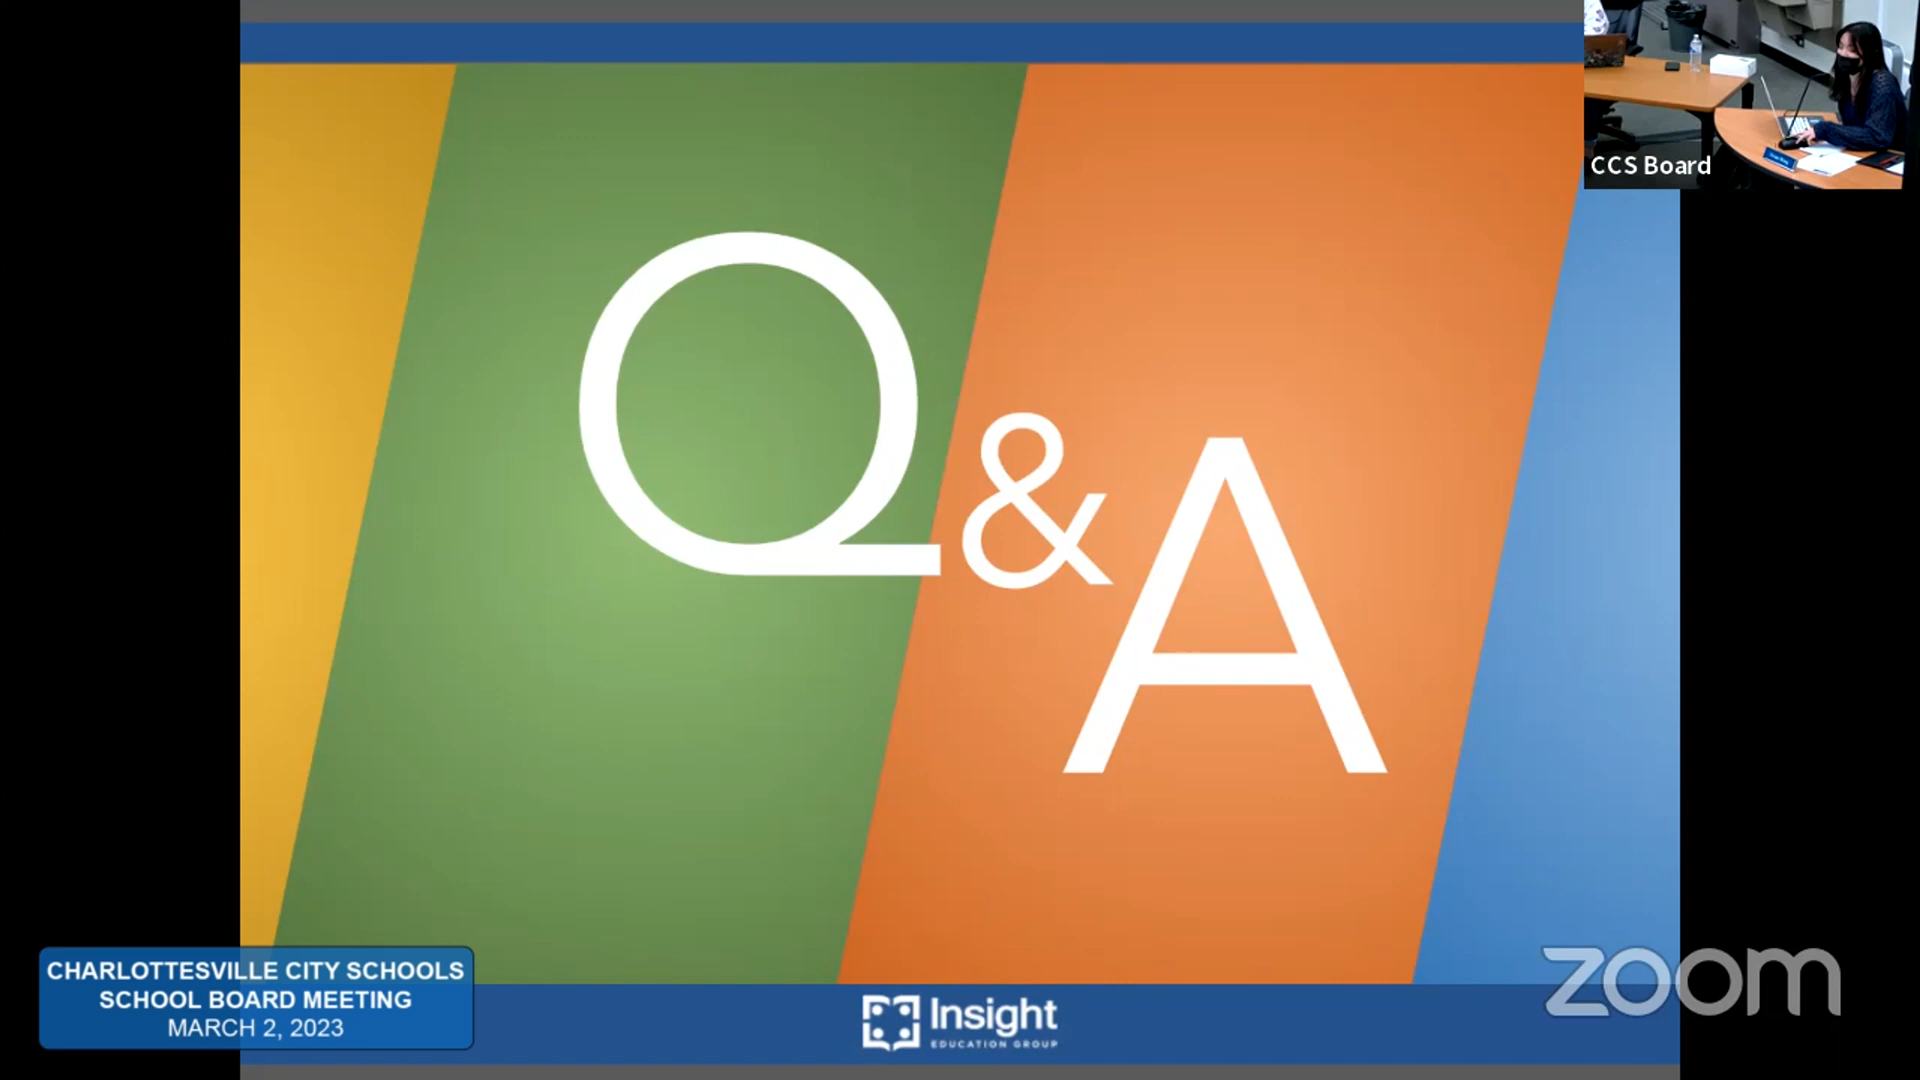 CCS Board
Q&A
CHARLOTTESVILLE CITY SCHOOLS
SCHOOL BOARD MEETING
MARCH 2, 2023
Insight
EDUCATION GROUP
zoom